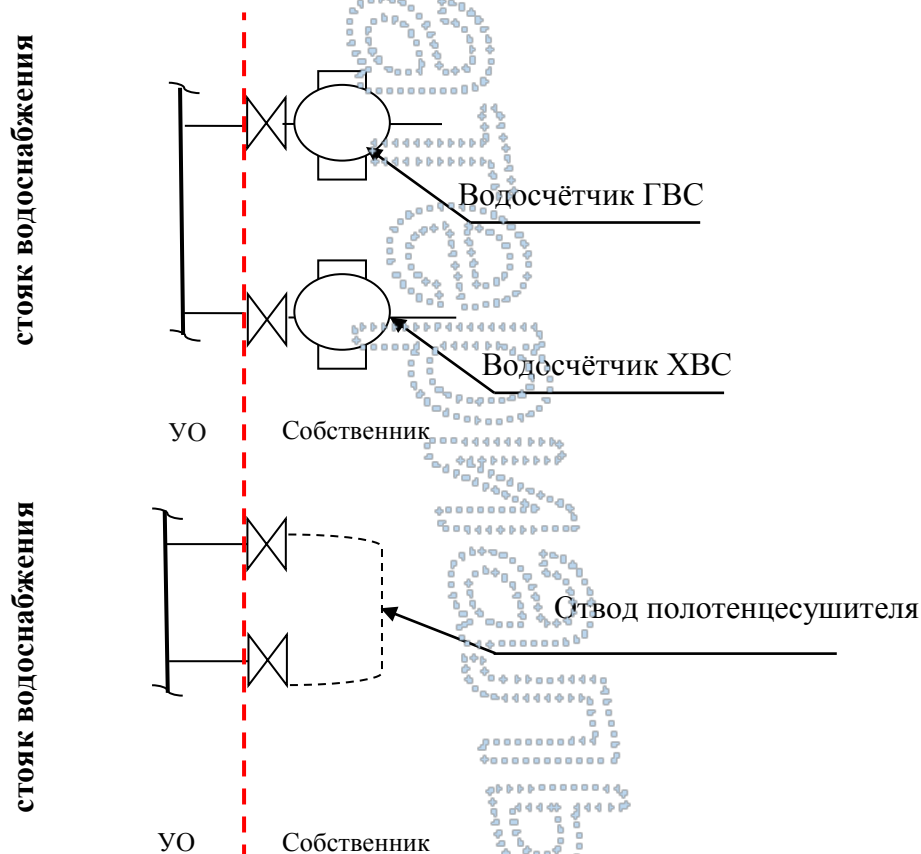 стояк водоснабжения
Водосчётчик ГВС
Водосчётчик ХВС
УО
Собственник
стояк водоснабжения
Отвод полотенцесушителя
УО
Собственник